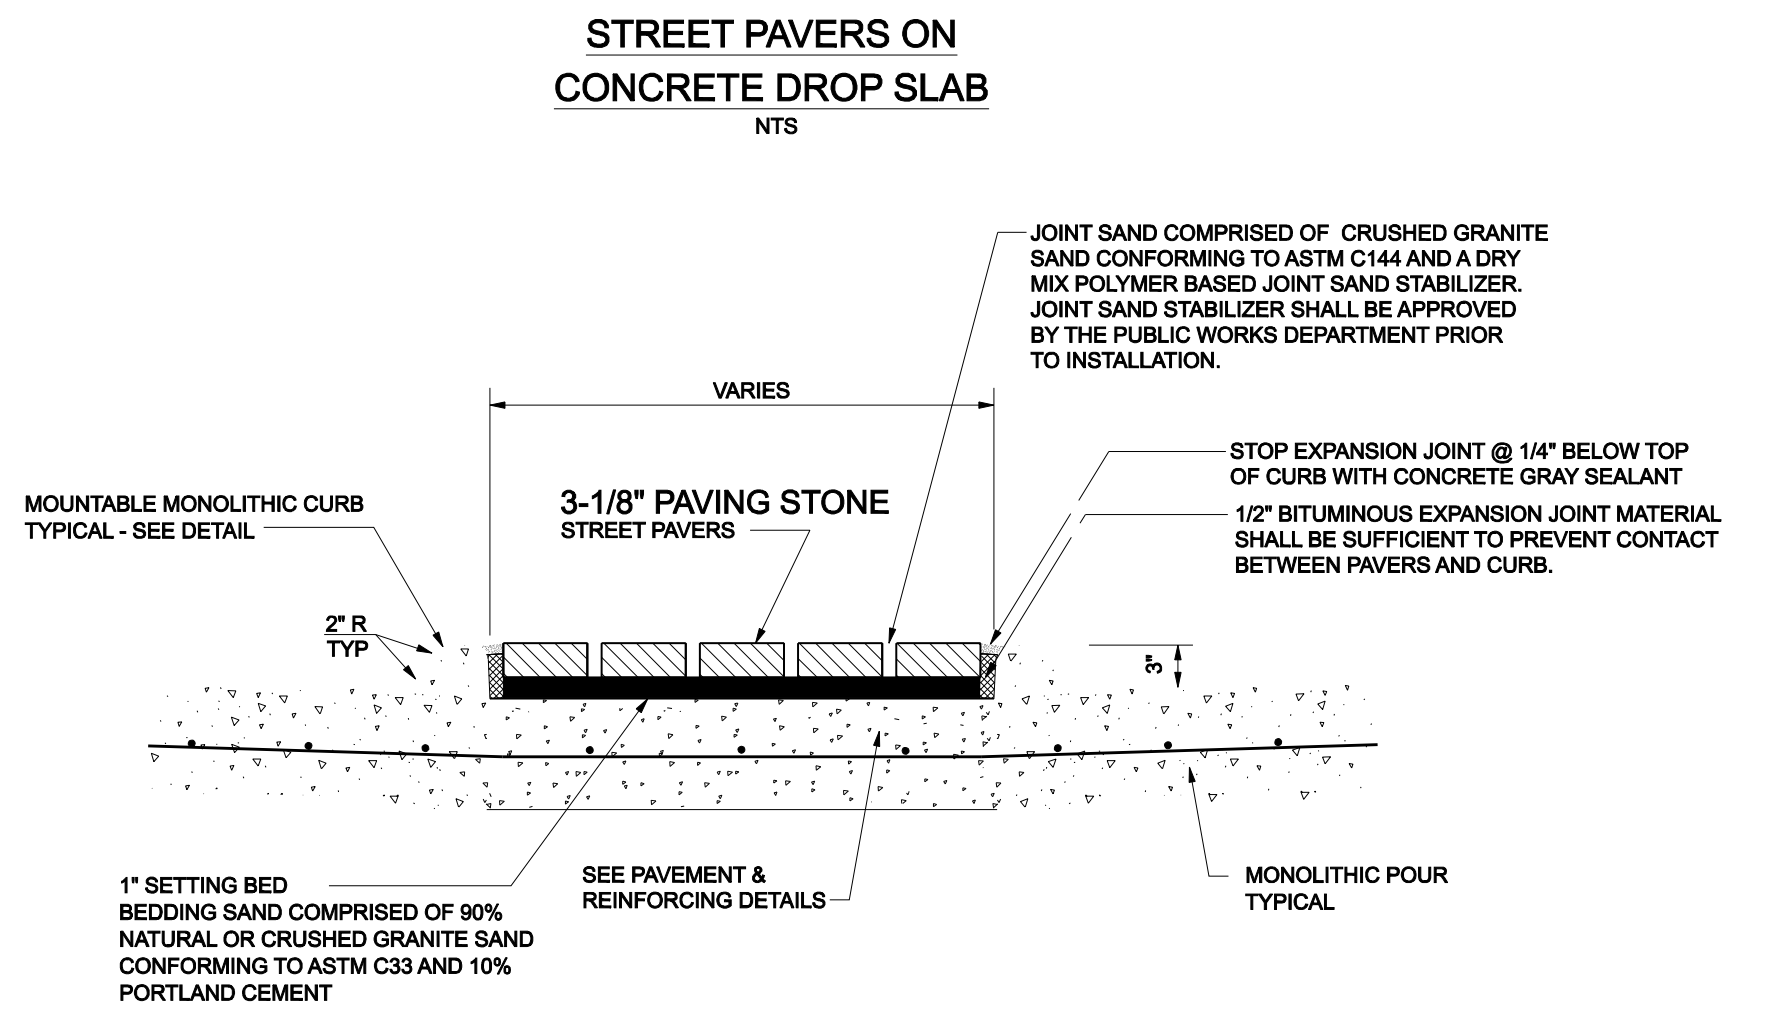 STREET PAVERS ON
CONCRETE DROP SLAB
NTS
JOINT SAND COMPRISED OF CRUSHED GRANITE
SAND CONFORMING TO ASTM C144 AND A DRY
MIX POLYMER BASED JOINT SAND STABILIZER.
JOINT SAND STABILIZER SHALL BE APPROVED
BY THE PUBLIC WORKS DEPARTMENT PRIOR
TO INSTALLATION.
VARIES
STOP EXPANSION JOINT @ 1/4" BELOW TOP
OF CURB WITH CONCRETE GRAY SEALANT
1/2" BITUMINOUS EXPANSION JOINT MATERIAL
SHALL BE SUFFICIENT TO PREVENT CONTACT
BETWEEN PAVERS AND CURB.
MOUNTABLE MONOLITHIC CURB
TYPICAL - SEE DETAIL
3-1/8" PAVING STONE
STREET PAVERS
2" R
TYP
3"
1" SETTING BED
BEDDING SAND COMPRISED OF 90%
NATURAL OR CRUSHED GRANITE SAND
CONFORMING TO ASTM C33 AND 10%
PORTLAND CEMENT
SEE PAVEMENT &
REINFORCING DETAILS
MONOLITHIC POUR
TYPICAL